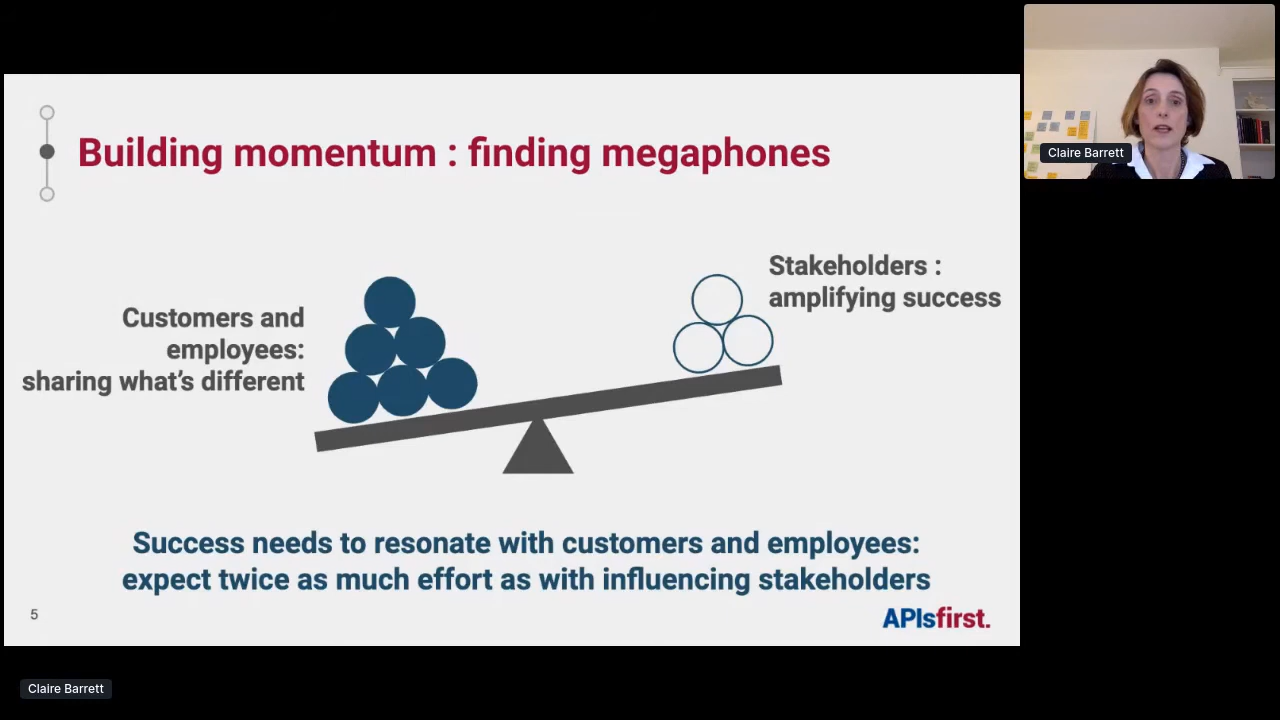 Building momentum : finding megaphones
Customers and
employees:
sharing what’s different
Stakeholders :
amplifying success
Success needs to resonate with customers and employees:
expect twice as much effort as with influencing stakeholders
5
APIsfirst.
Claire Barrett
Claire Barrett